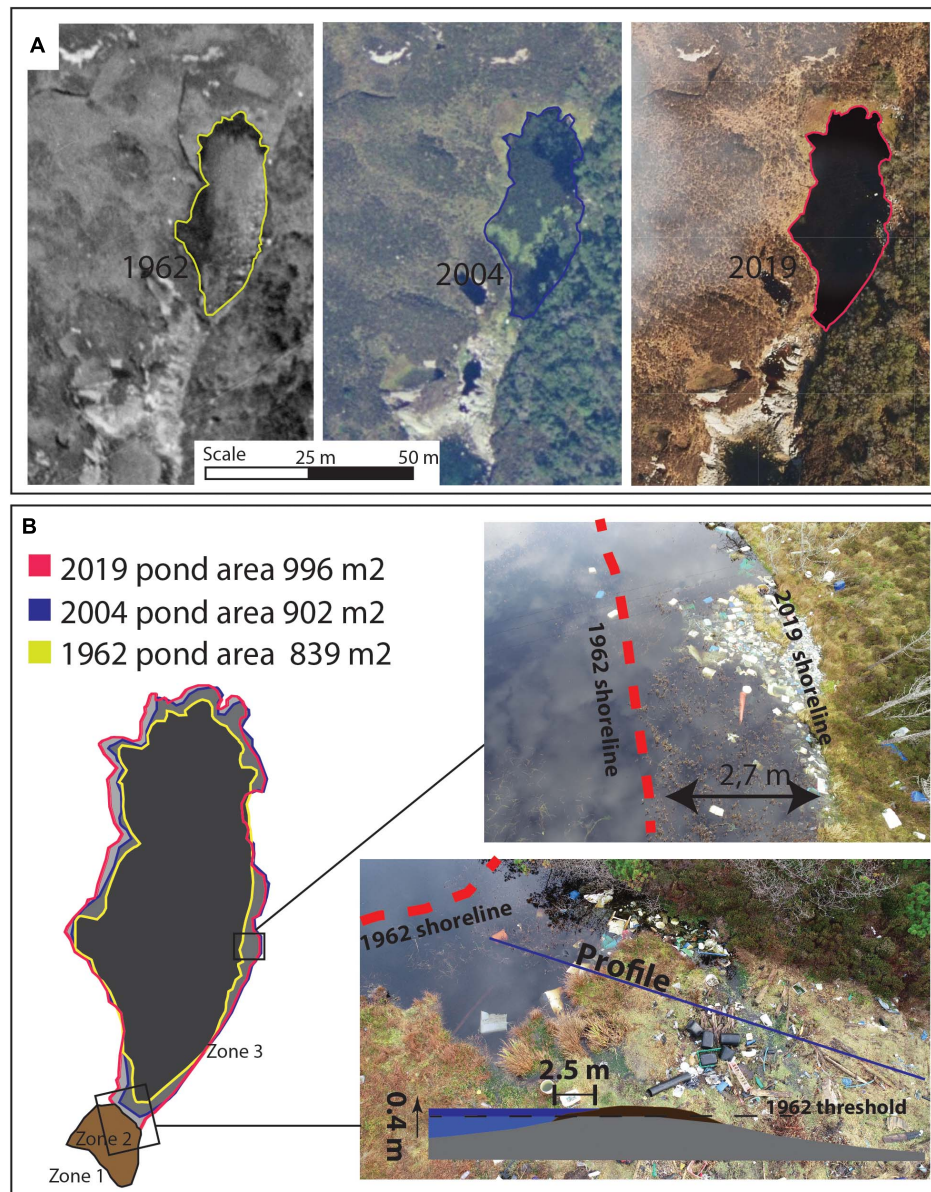 A
1962
2004
2019
Scale
25 m
50 m
B
2019 pond area 996 m2
2004 pond area 902 m2
1962 pond area 839 m2
1962 shoreline
2019 shoreline
2,7 m
Zone 3
Zone 2
Zone 1
1962 shoreline
Profile
2.5 m
0.4 m
1962 threshold